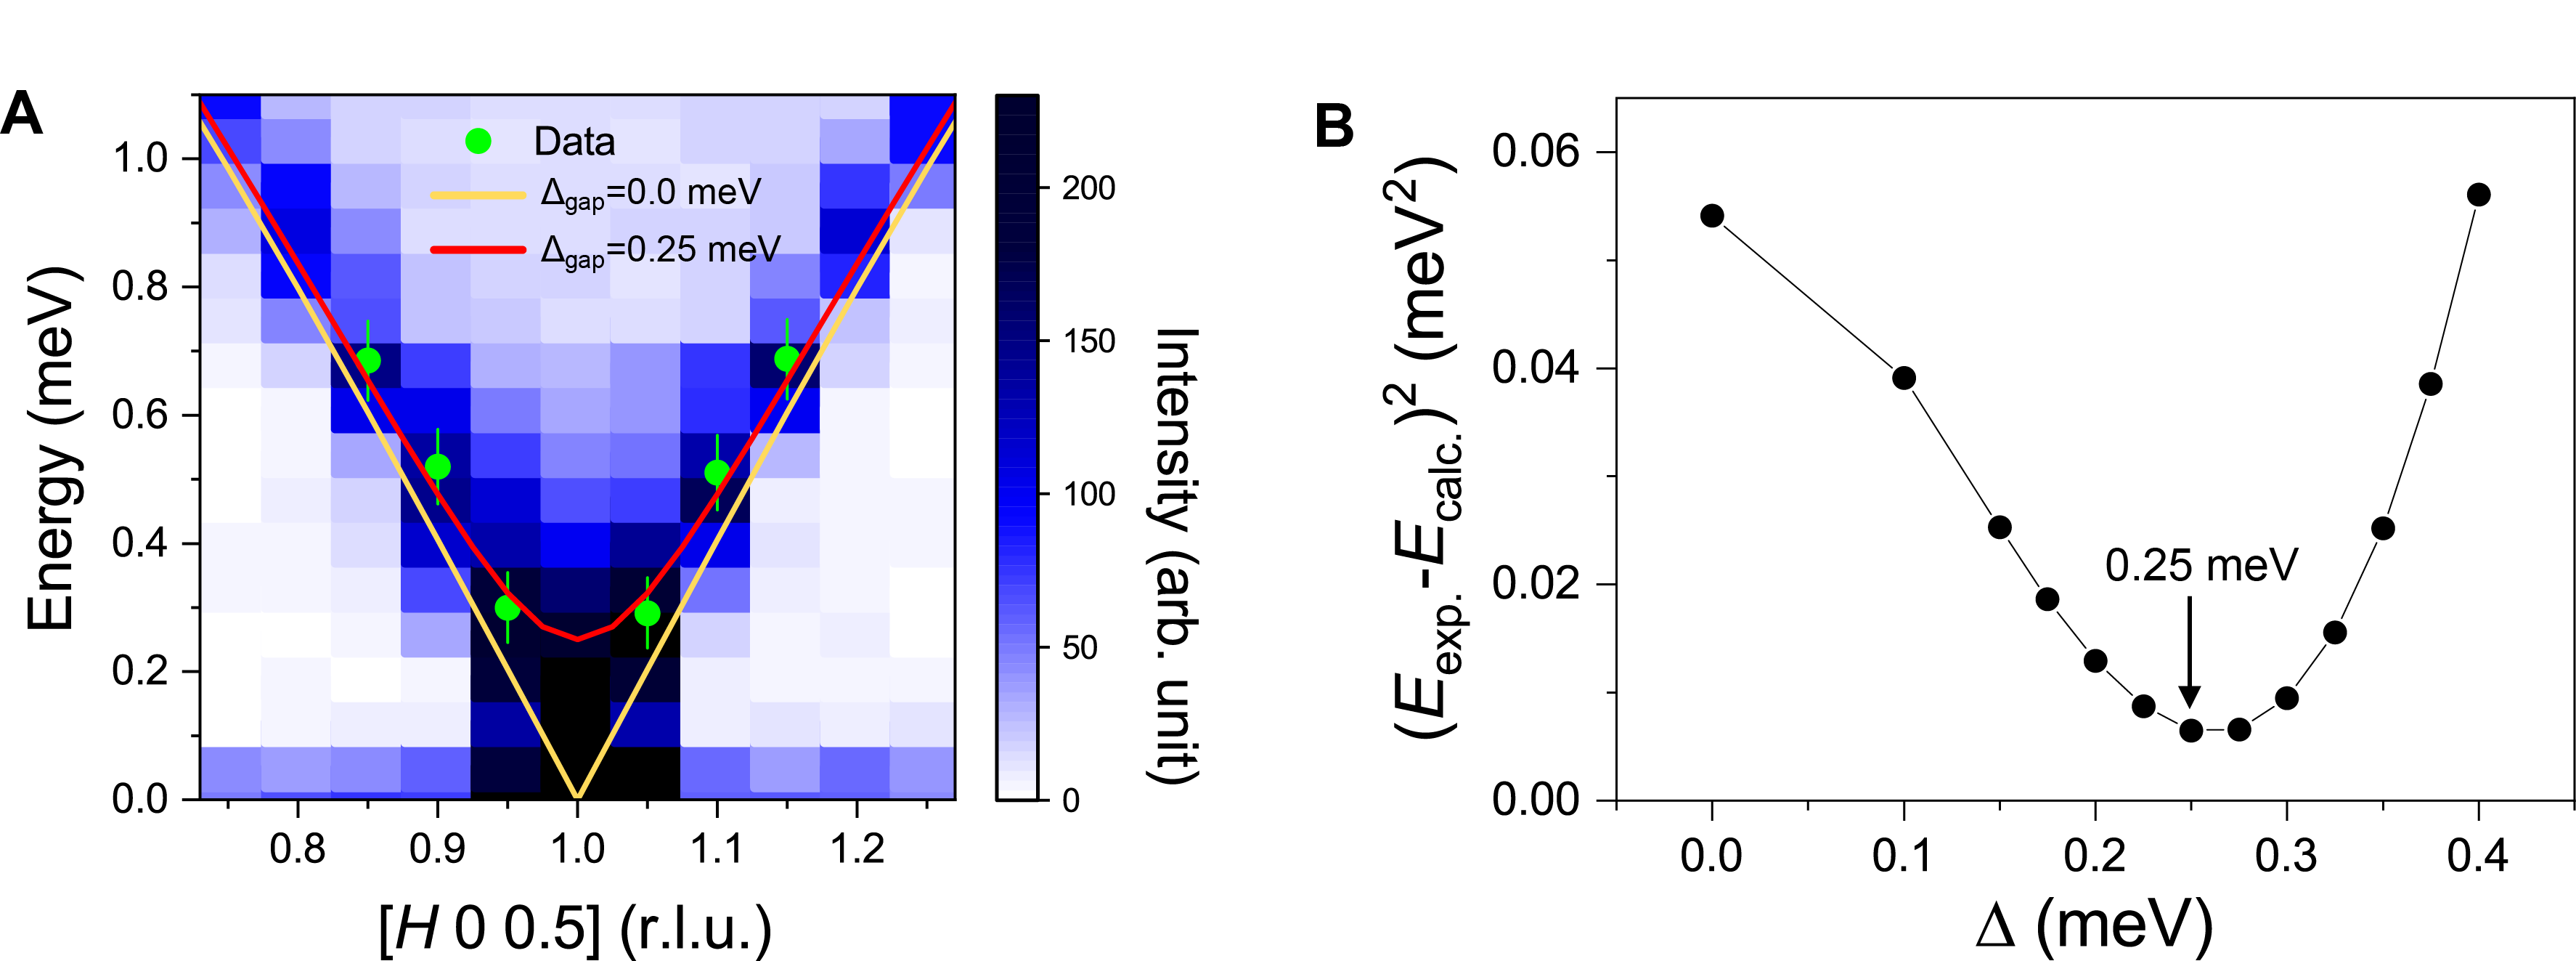 A
Data
Δgap=0.0 meV
Δgap=0.25 meV
Energy (meV)
1.0
0.8
0.6
0.4
0.2
0.0
0.8 0.9 1.0 1.1 1.2
[H 0 0.5] (r.l.u.)
200
150
100
50
0
Intensity (arb. unit)
B
(Eexp.-Ecalc.)2 (meV2)
0.06
0.04
0.02
0.00
0.25 meV
0.0 0.1 0.2 0.3 0.4
Δ (meV)